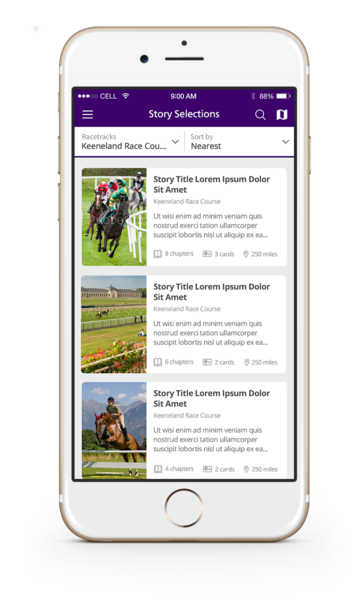 CELL 9:00 AM 88%
Story Selections
Racetracks Sort by
Keeneland Race Cou... Nearest
Story Title Lorem Ipsum Dolor
Sit Amet
Keeneland Race Course
Ut wisi enim ad minim veniam quis
nostrud exerci tation ullamcorper
suscipit lobortis nisl ut aliquip ex ea...
8 chapters 3 cards 250 miles
Story Title Lorem Ipsum Dolor
Sit Amet
Keeneland Race Course
Ut wisi enim ad minim veniam quis
nostrud exerci tation ullamcorper
suscipit lobortis nisl ut aliquip ex ea...
6 chapters 2 cards 250 miles
Story Title Lorem Ipsum Dolor
Sit Amet
Keeneland Race Course
Ut wisi enim ad minim veniam quis
nostrud exerci tation ullamcorper
suscipit lobortis nisl ut aliquip ex ea...
4 chapters 2 cards 250 miles